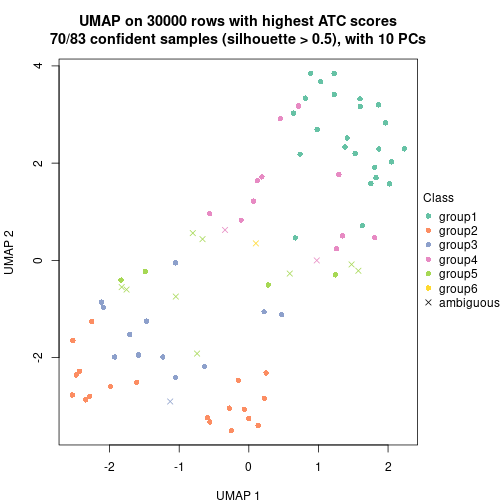 UMAP on 30000 rows with highest ATC scores
70/83 confident samples (silhouette > 0.5), with 10 PCs
4
2
0
-2
UMAP 2
-2
-1
0
1
2
UMAP 1
Class
group1
group2
group3
group4
group5
group6
ambiguous